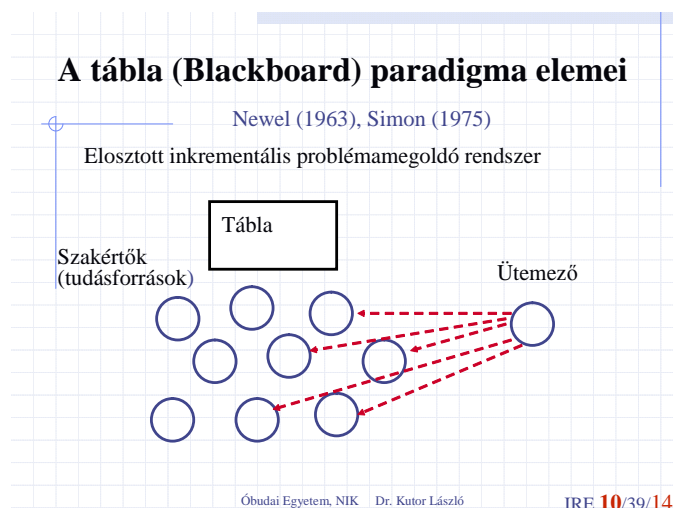 A tábla (Blackboard) paradigma elemei
Newel (1963), Simon (1975)
Elosztott inkrementális problémamegoldó rendszer
Tábla
Szakértők
(tudásforrások)
Ütemező
Óbudai Egyetem, NIK Dr. Kutor László
IRE 10/39/14